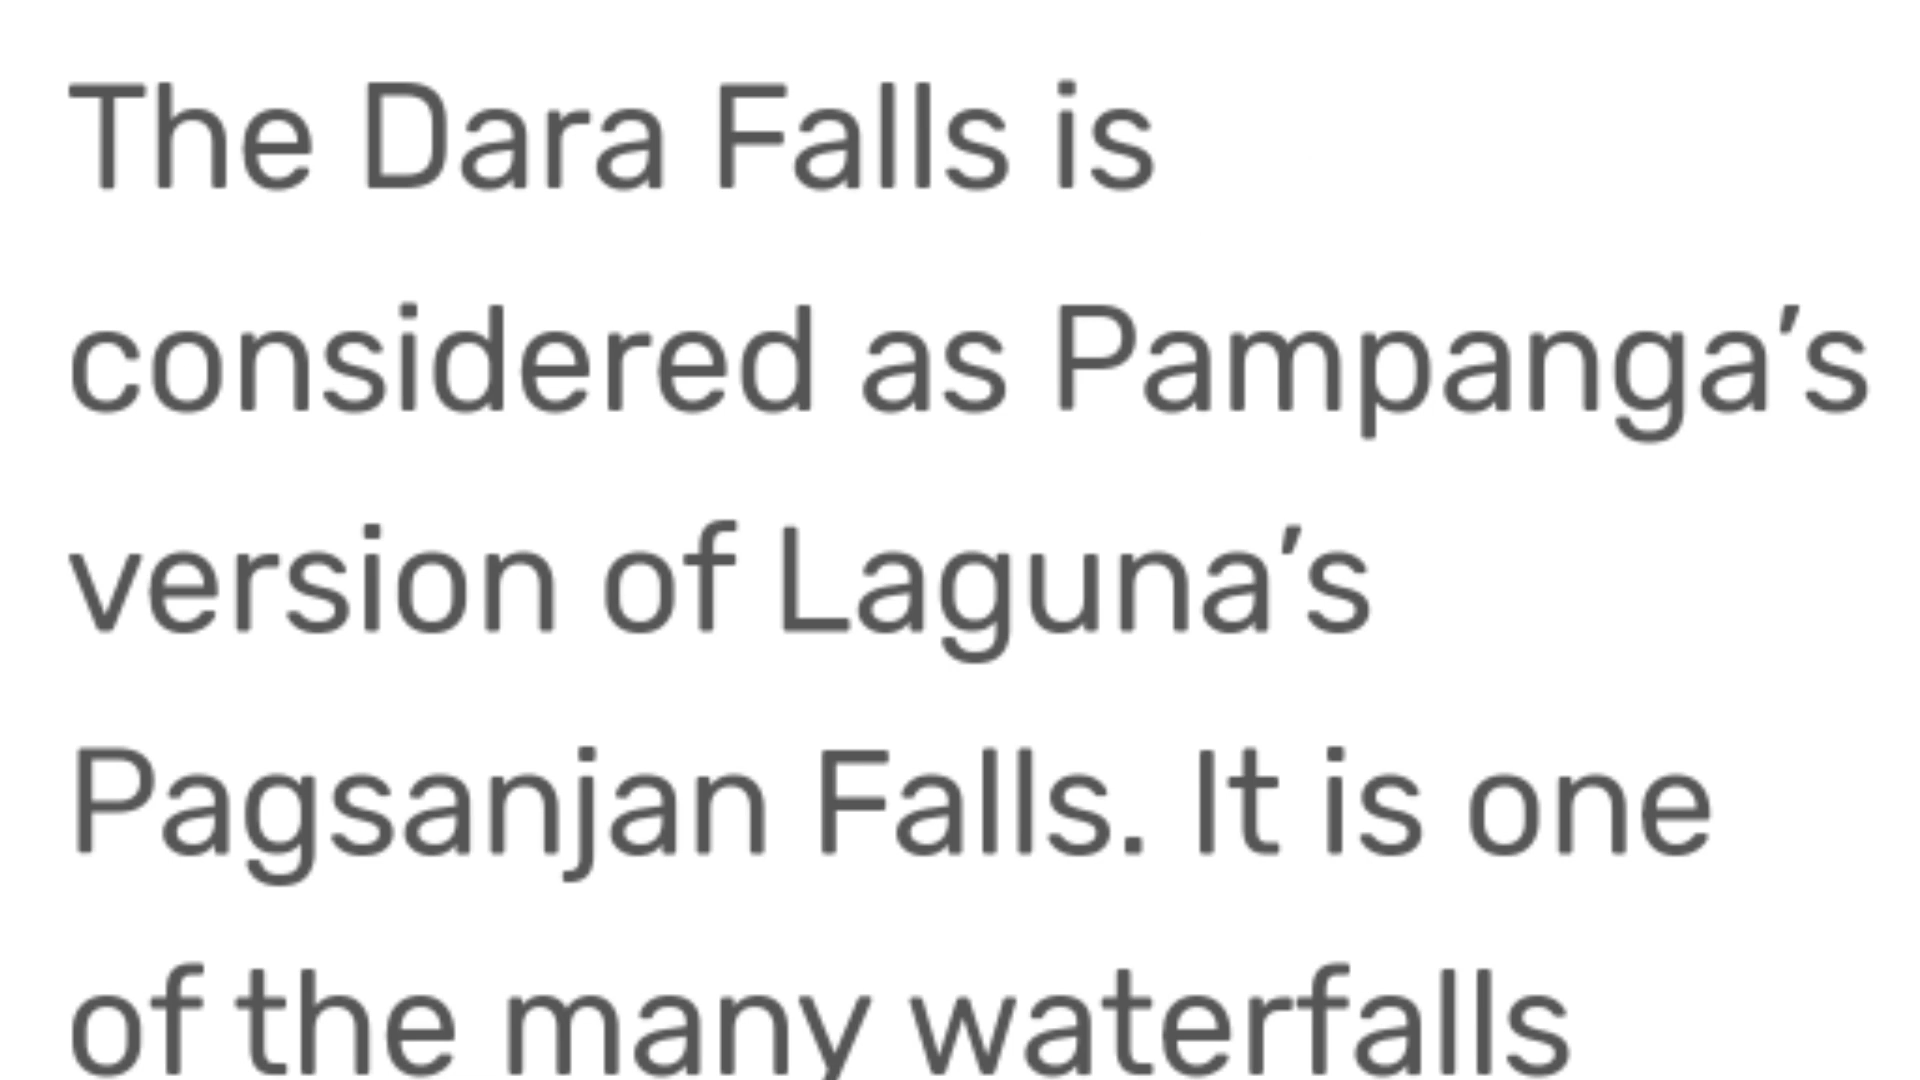 The Dara Falls is
considered as Pampanga’s
version of Laguna’s
Pagsanjan Falls. It is one
of the many waterfalls